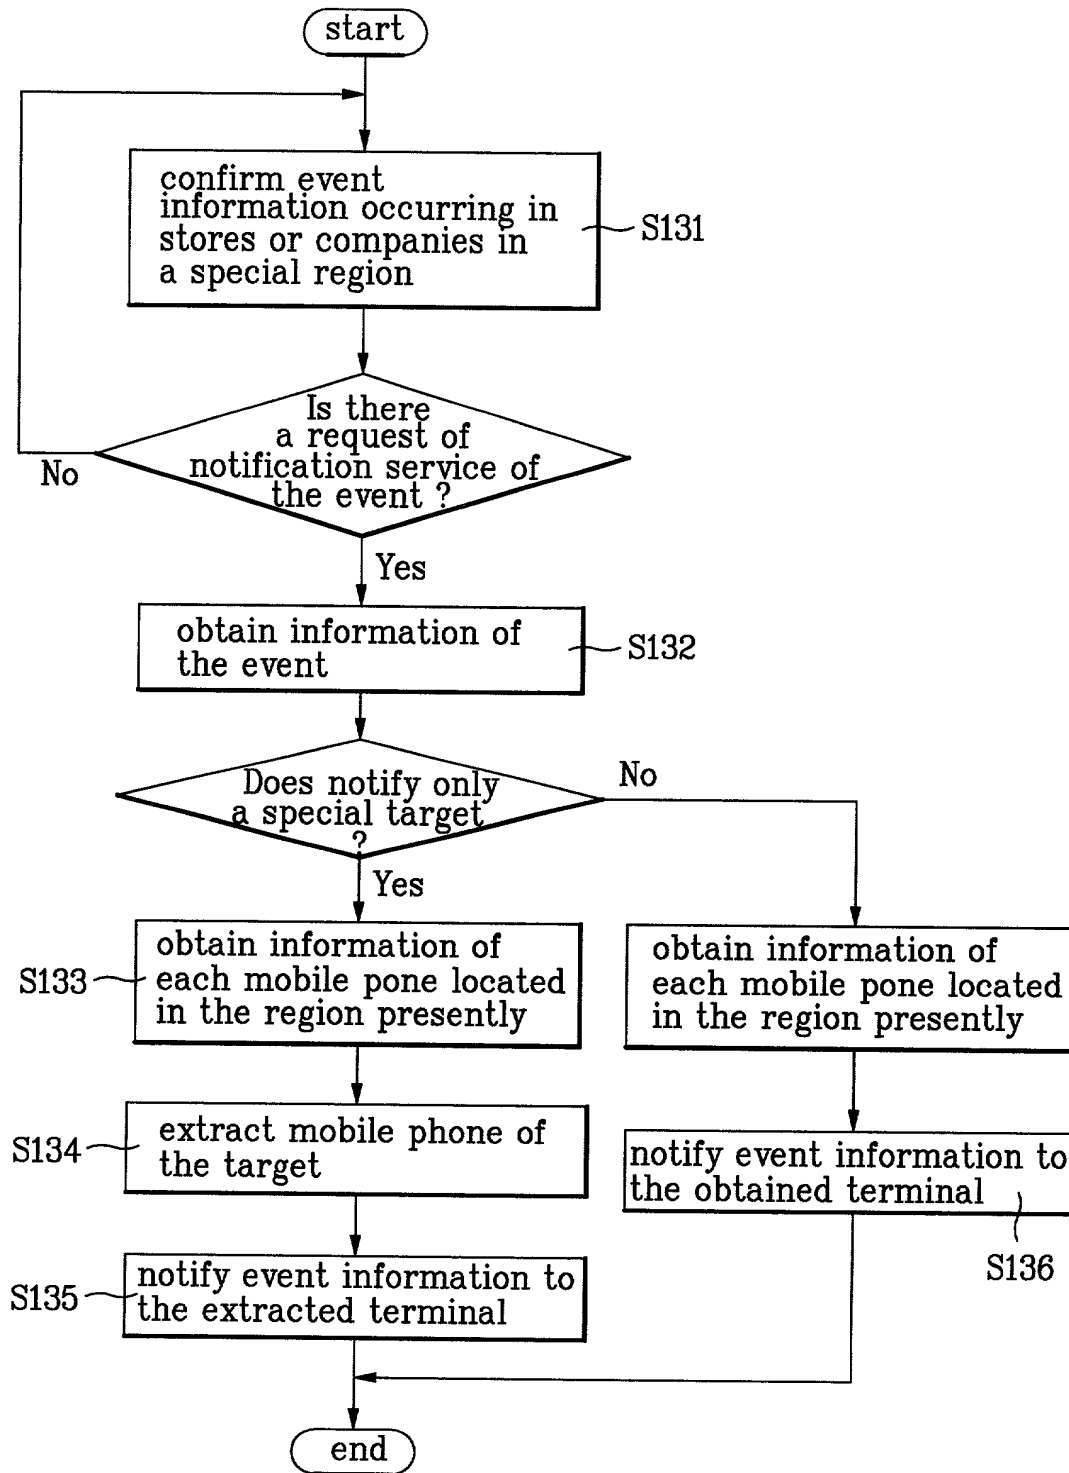 start
confirm event
information occurring in
stores or companies in
a special region
S131
Is there
a request of
notification service of
the event ?
No
Yes
obtain information of
the event
S132
Does notify only
a special target
?
No
Yes
S133
obtain information of
each mobile pone located
in the region presently
obtain information of
each mobile pone located
in the region presently
S134
extract mobile phone of
the target
notify event information to
the obtained terminal
S136
S135
notify event information to
the extracted terminal
end